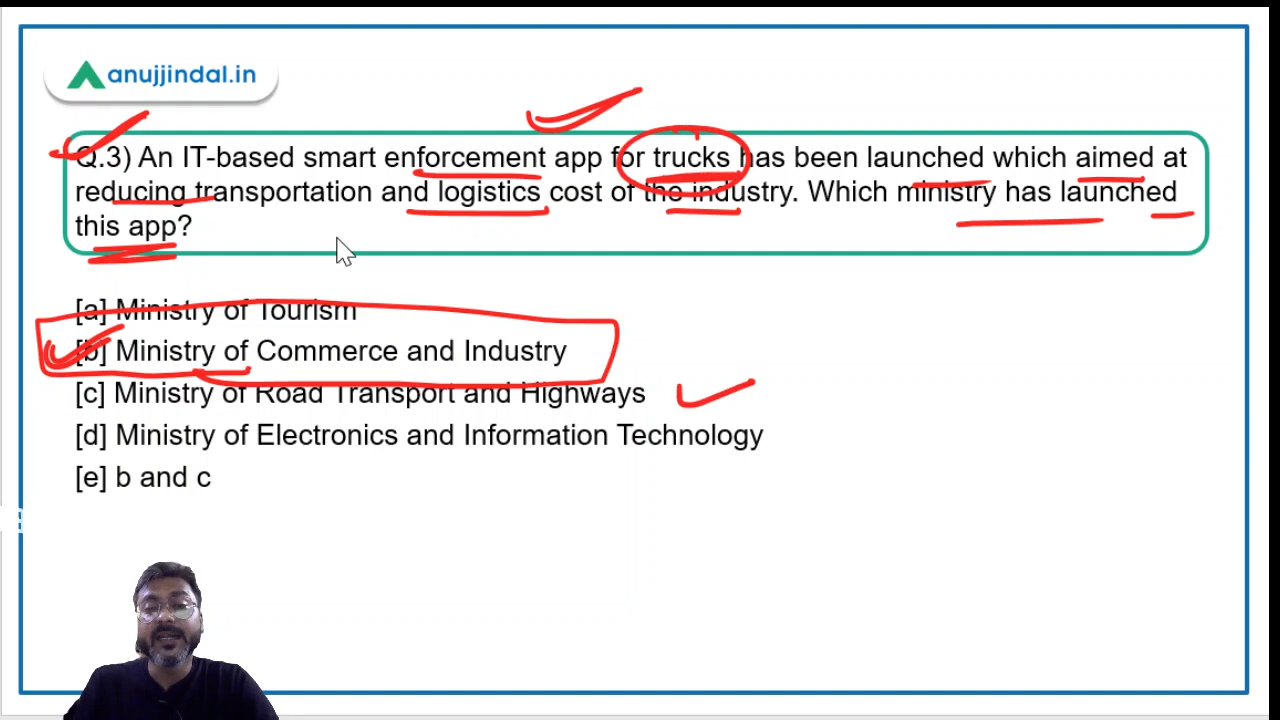 anujjindal.in
Q.3) An IT-based smart enforcement app for trucks has been launched which aimed at
reducing transportation and logistics cost of the industry. Which ministry has launched
this app?
[a] Ministry of Tourism
[b] Ministry of Commerce and Industry
[c] Ministry of Road Transport and Highways
[d] Ministry of Electronics and Information Technology
[e] b and c